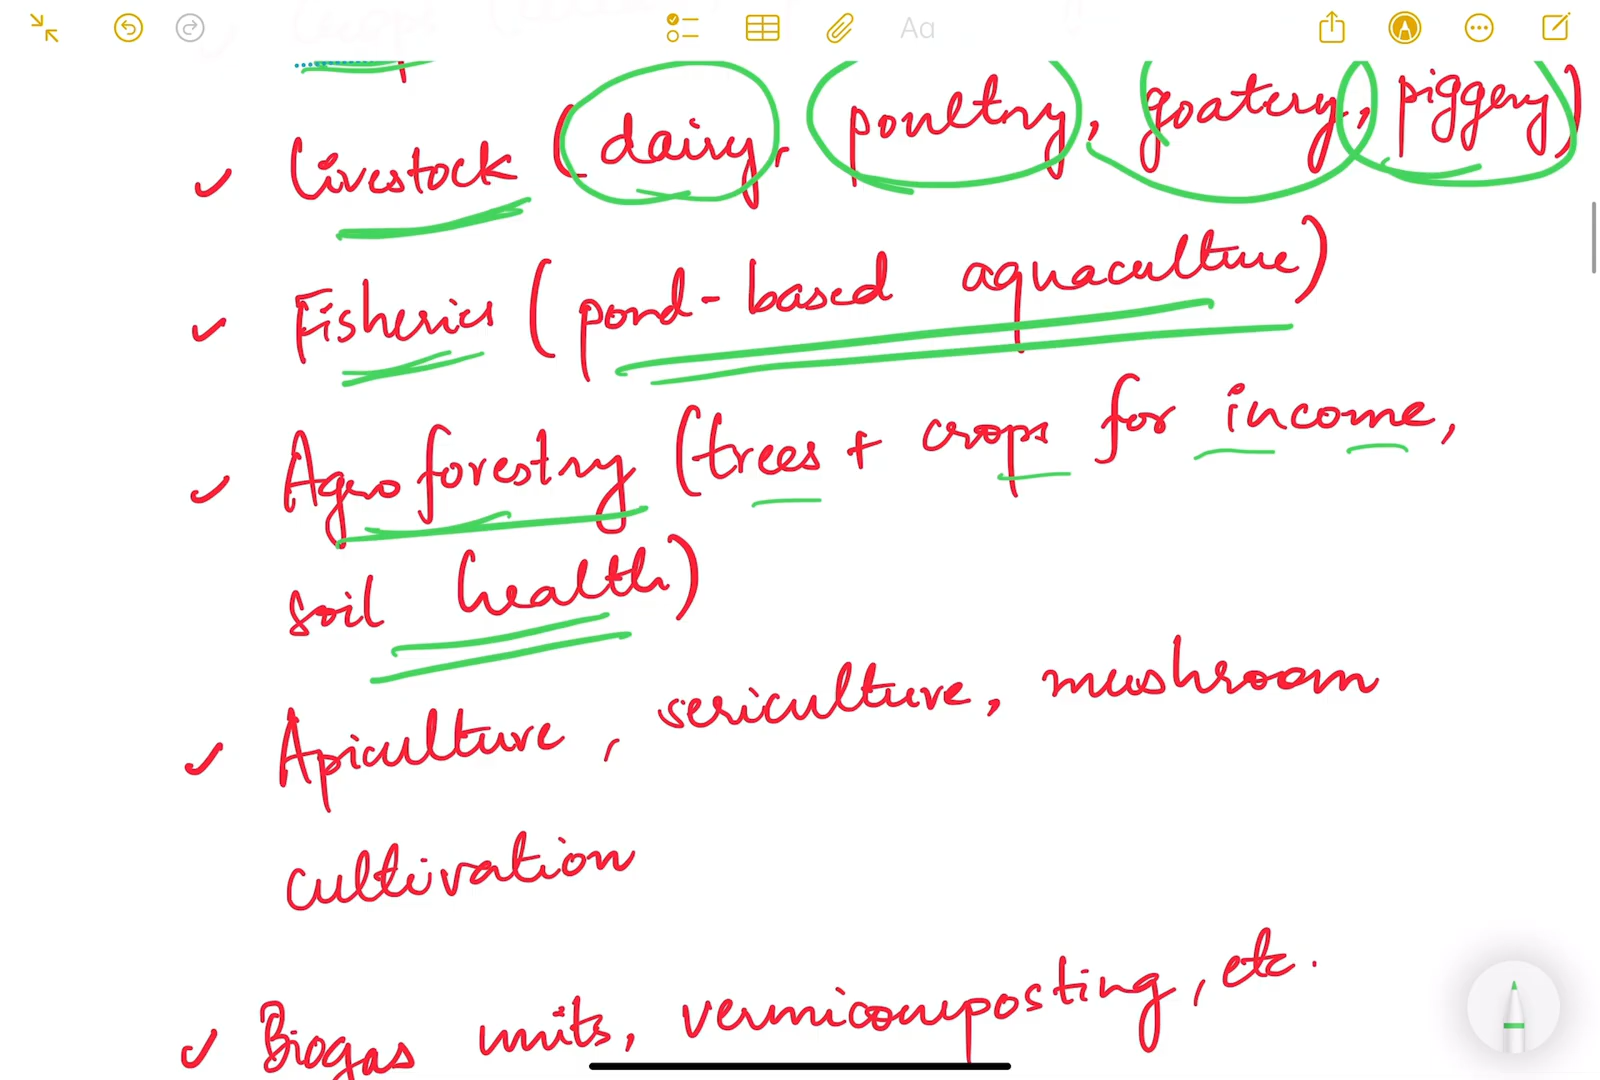 Aa
✓ Livestock (dairy, poultry, goatery, piggery)
✓ Fisheries (pond-based aquaculture)
✓ Agroforestry (trees + crops for income,
soil health)
✓ Apiculture, sericulture, mushroom
cultivation
✓ Biogas units, vermicomposting, etc.